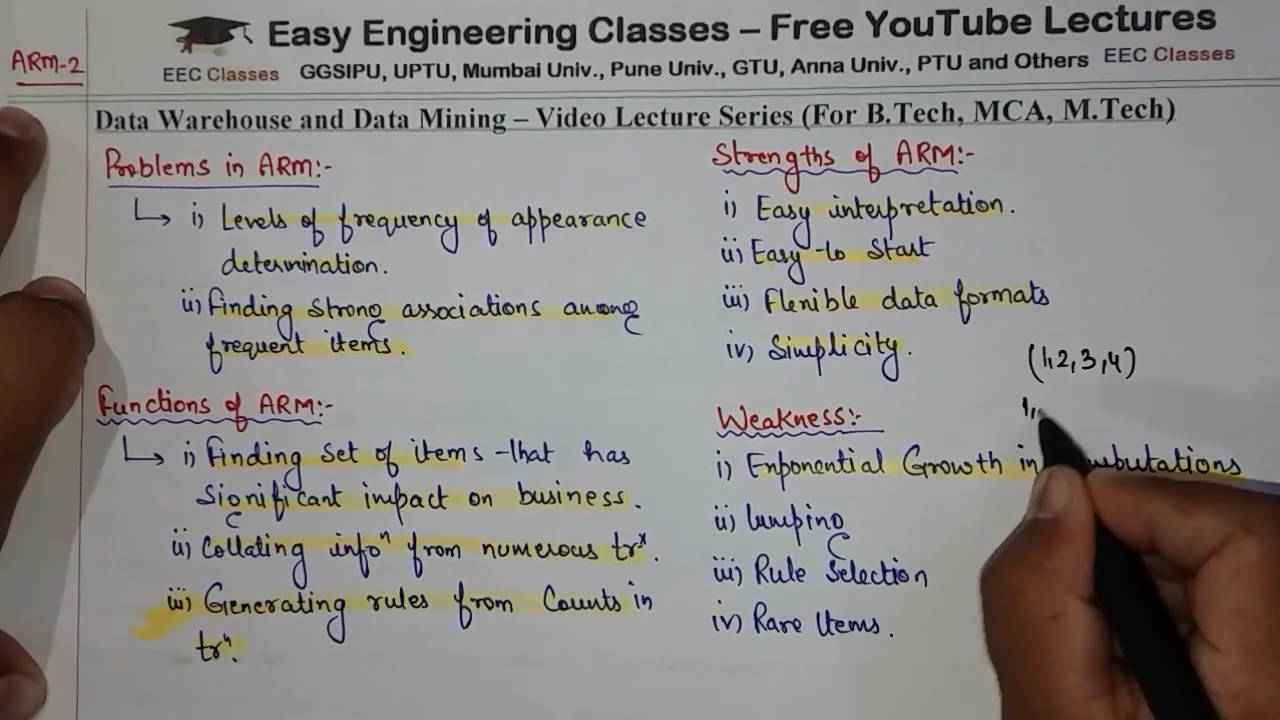 Easy Engineering Classes – Free YouTube Lectures
ARM-2
EEC Classes GGSIPU, UPTU, Mumbai Univ., Pune Univ., GTU, Anna Univ., PTU and Others EEC Classes
Data Warehouse and Data Mining – Video Lecture Series (For B.Tech, MCA, M.Tech)
Problems in ARM:-
i) Levels of frequency of appearance
determination.
ii) Finding strong associations among
frequent items.
Functions of ARM:-
i) Finding set of items that has
significant impact on business.
ii) Collating infoⁿ from numerous trˣ.
iii) Generating rules from counts in
trⁿ.
Strengths of ARM:-
i) Easy interpretation.
ii) Easy to start
iii) Flexible data formats
iv) Simplicity.
(1,2,3,4)
Weakness:-
i) Exponential Growth in
ii) lumping
iii) Rule Selection
iv) Rare Items.